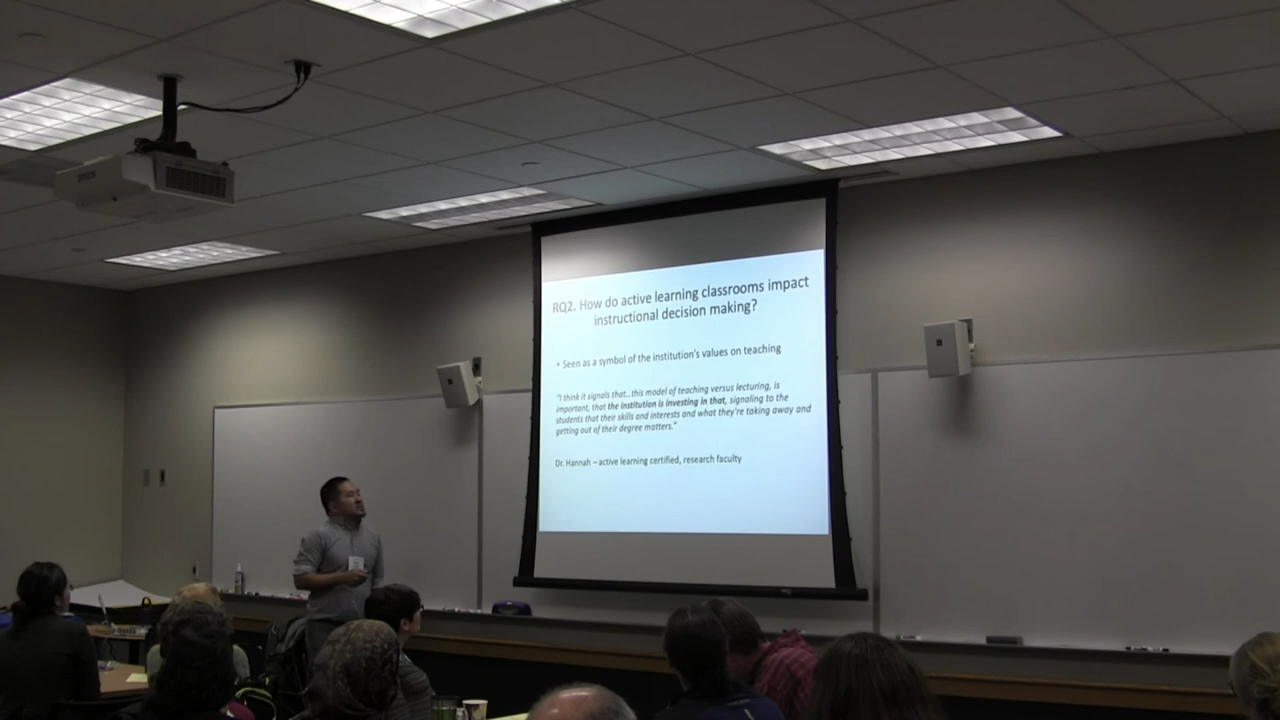 RQ2. How do active learning classrooms impact
instructional decision making?
• Seen as a symbol of the institution's values on teaching
"I think it signals that…this model of teaching versus lecturing, is
important, that the institution is investing in that, signaling to the
students that their skills and interests and what they're taking away and
getting out of their degree matters."
Dr. Hannah – active learning certified, research faculty
EPSON